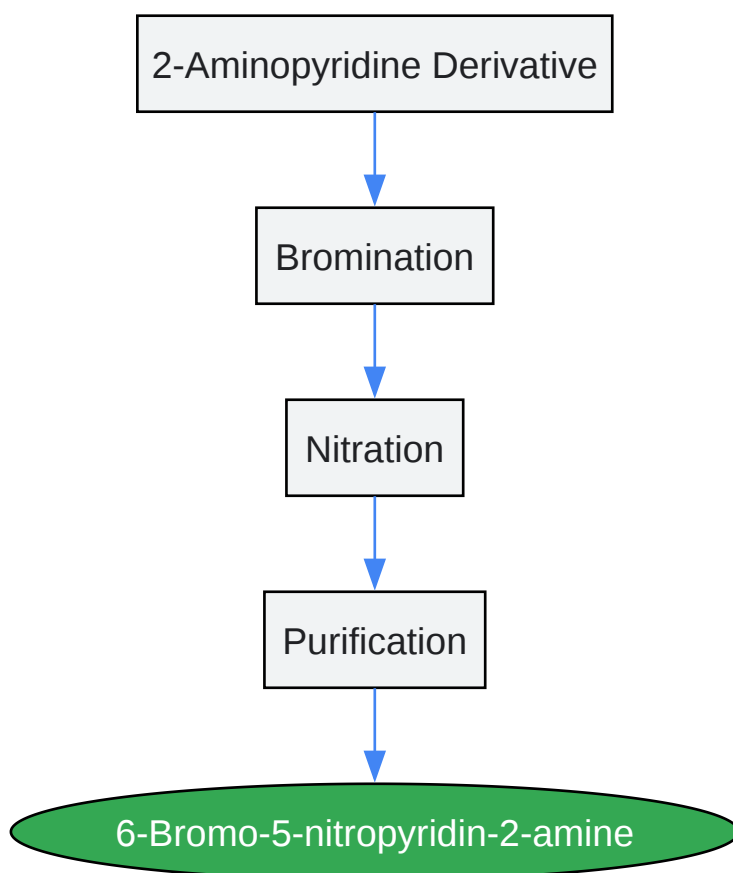 2-Aminopyridine Derivative
Bromination
Nitration
Purification
6-Bromo-5-nitropyridin-2-amine